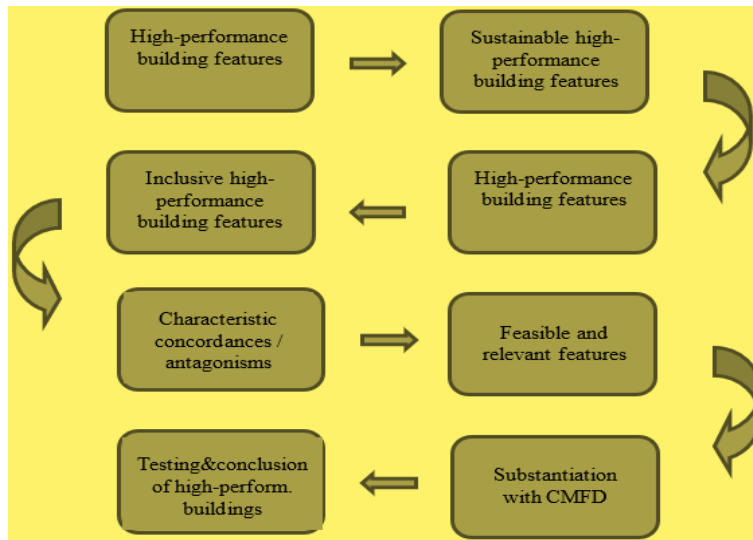 High-performance
building features
Sustainable high-
performance
building features
High-performance
building features
Inclusive high-
performance
building features
Characteristic
concordances /
antagonisms
Feasible and
relevant features
Substantiation
with CMFD
Testing&conclusion
of high-perform.
buildings